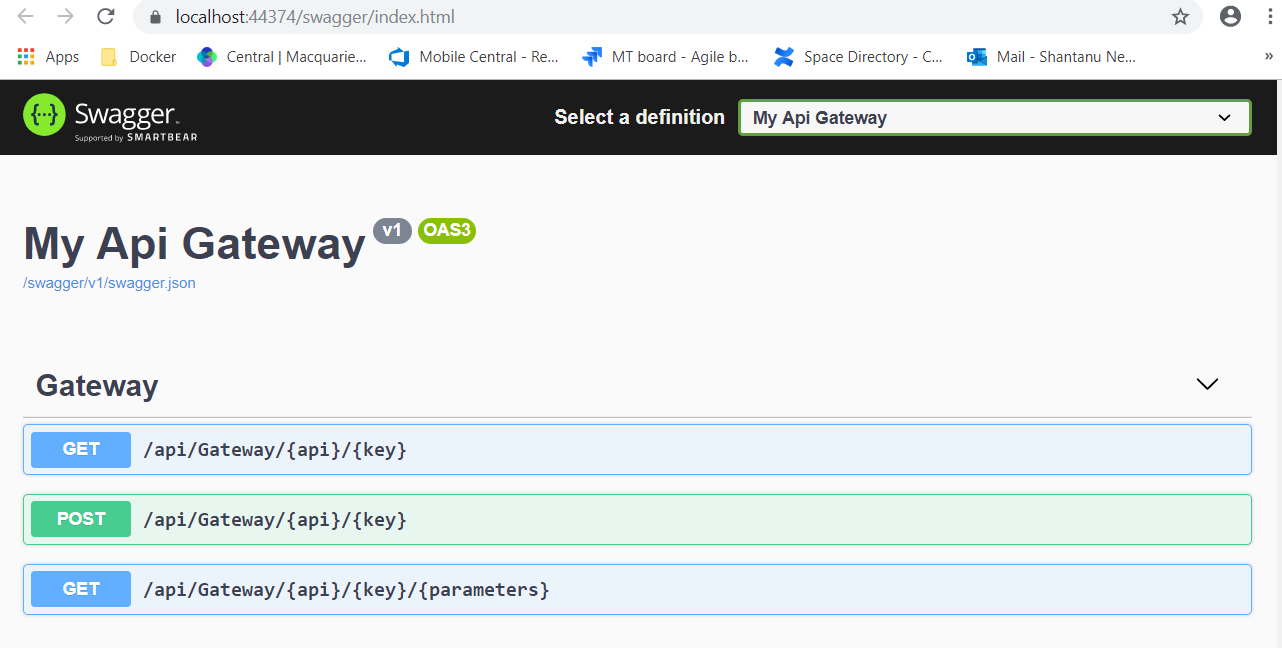 localhost:44374/swagger/index.html
Apps Docker Central | Macquarie... Mobile Central - Re... MT board - Agile b... Space Directory - C... Mail - Shantanu Ne... »
{···} Swagger™ Select a definition My Api Gateway
Supported by SMARTBEAR
My Api Gateway v1 OAS3
/swagger/v1/swagger.json
Gateway
GET /api/Gateway/{api}/{key}
POST /api/Gateway/{api}/{key}
GET /api/Gateway/{api}/{key}/{parameters}